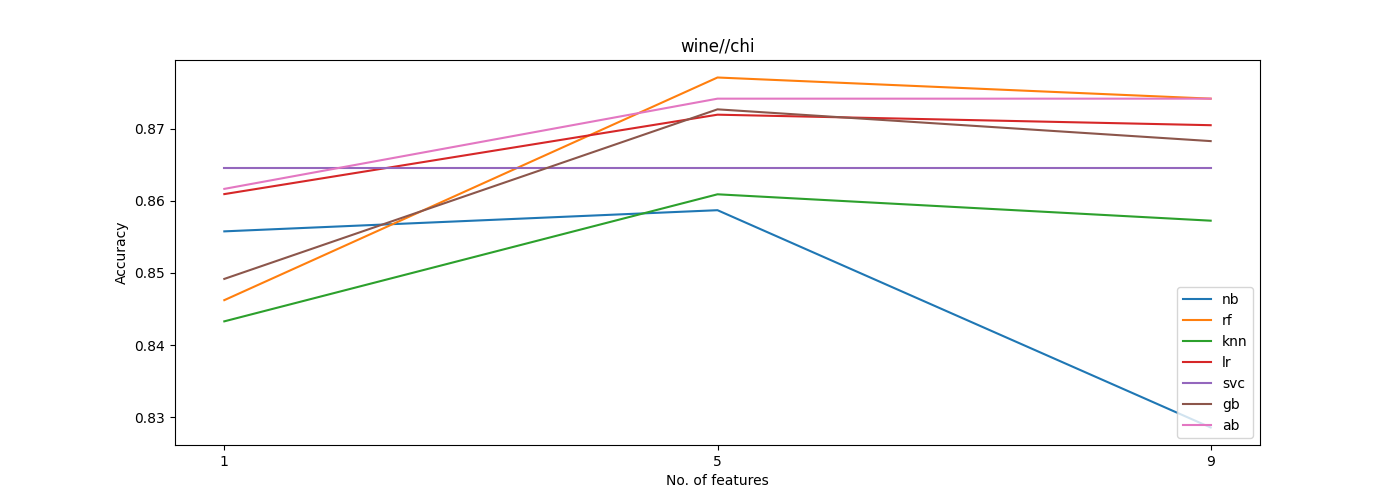 wine//chi
Accuracy
0.87
0.86
0.85
0.84
0.83
1
5
9
No. of features
nb
rf
knn
lr
svc
gb
ab